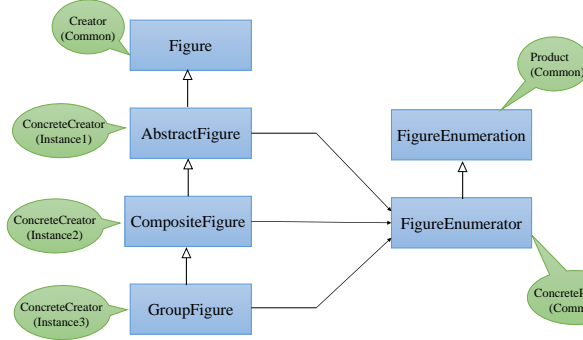 Creator
(Common)
Figure
Product
(Common)
ConcreteCreator
(Instance1)
AbstractFigure
FigureEnumeration
ConcreteCreator
(Instance2)
CompositeFigure
FigureEnumerator
ConcreteCreator
(Instance3)
GroupFigure